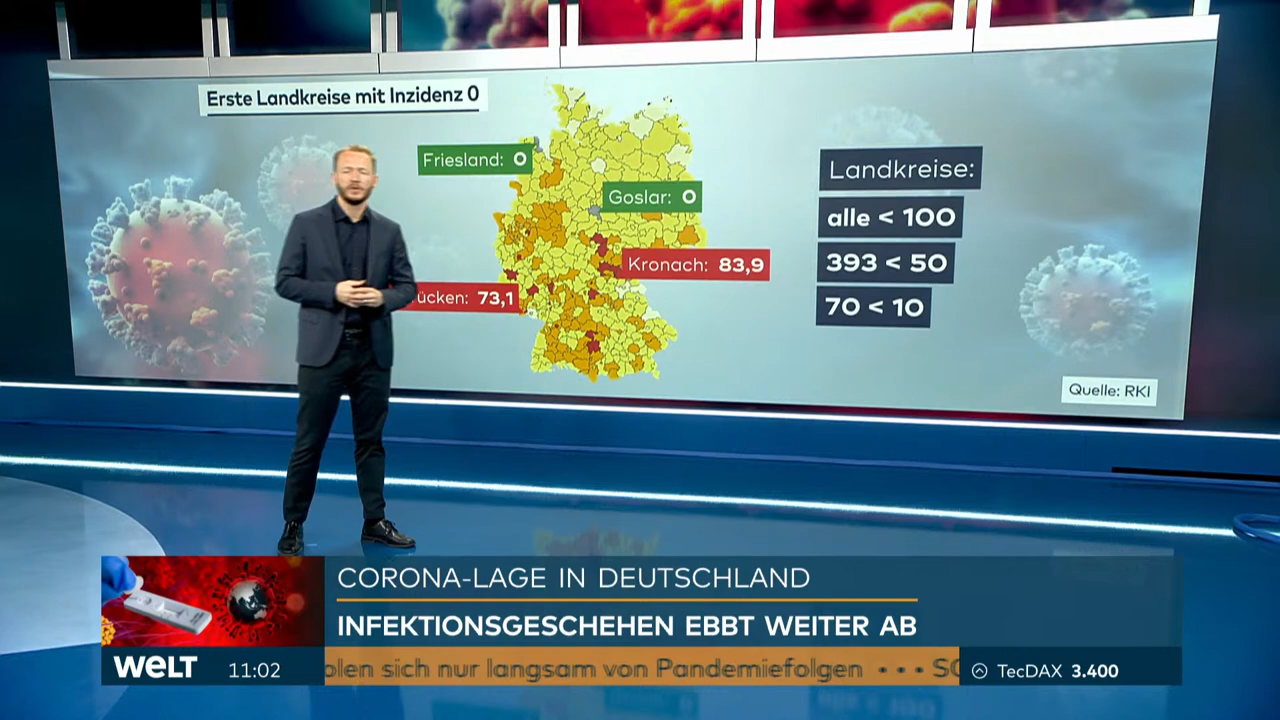 Erste Landkreise mit Inzidenz 0
Friesland: 0
Goslar: 0
Kronach: 83,9
73,1
Landkreise:
alle < 100
393 < 50
70 < 10
Quelle: RKI
CORONA-LAGE IN DEUTSCHLAND
INFEKTIONSGESCHEHEN EBBT WEITER AB
welt 11:02
sich nur langsam von Pandemiefolgen • • •
TecDAX 3.400